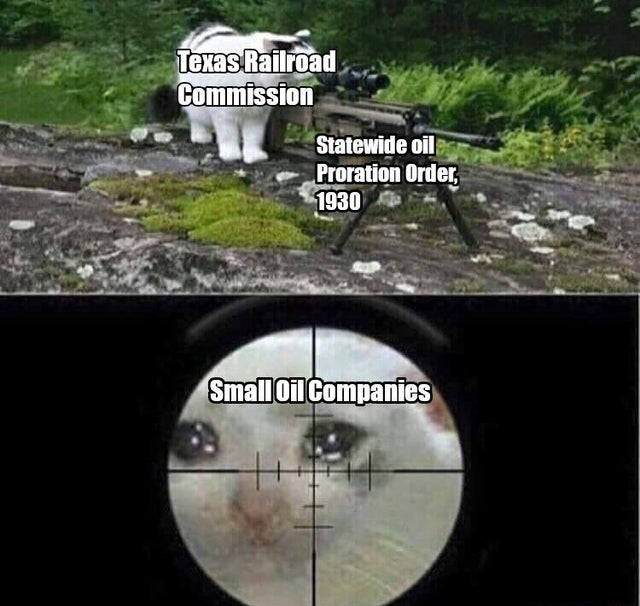 Texas Railroad
Commission
Statewide oil
Proration Order,
1930
Small Oil Companies